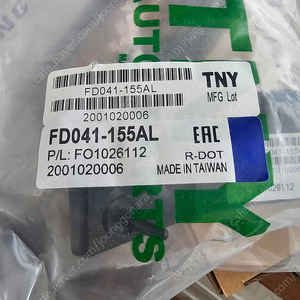 TNY
MFG Lot
FD041-155AL
2001020006
FD041-155AL
EAC
P/L: FO1026112
R-DOT
2001020006
MADE IN TAIWAN